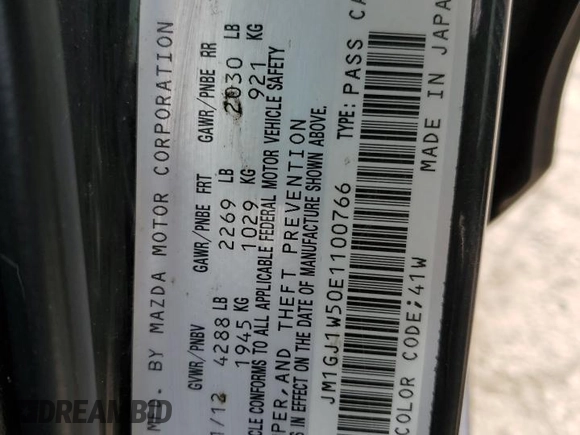 M · BY MAZDA MOTOR CORPORATION
GVWR/PNBV GAWR/PNBE FRT GAWR/PNBE RR
4288 LB 2269 LB 2030 LB
1945 KG 1029 KG 921 KG
CONFORMS TO ALL APPLICABLE FEDERAL MOTOR VEHICLE SAFETY
AND THEFT PREVENTION
IN EFFECT ON THE DATE OF MANUFACTURE SHOWN ABOVE.
JM1GJ1W50E1100766 TYPE: PASS CA
COLOR CODE;41W MADE IN JAPA
DREAMBID